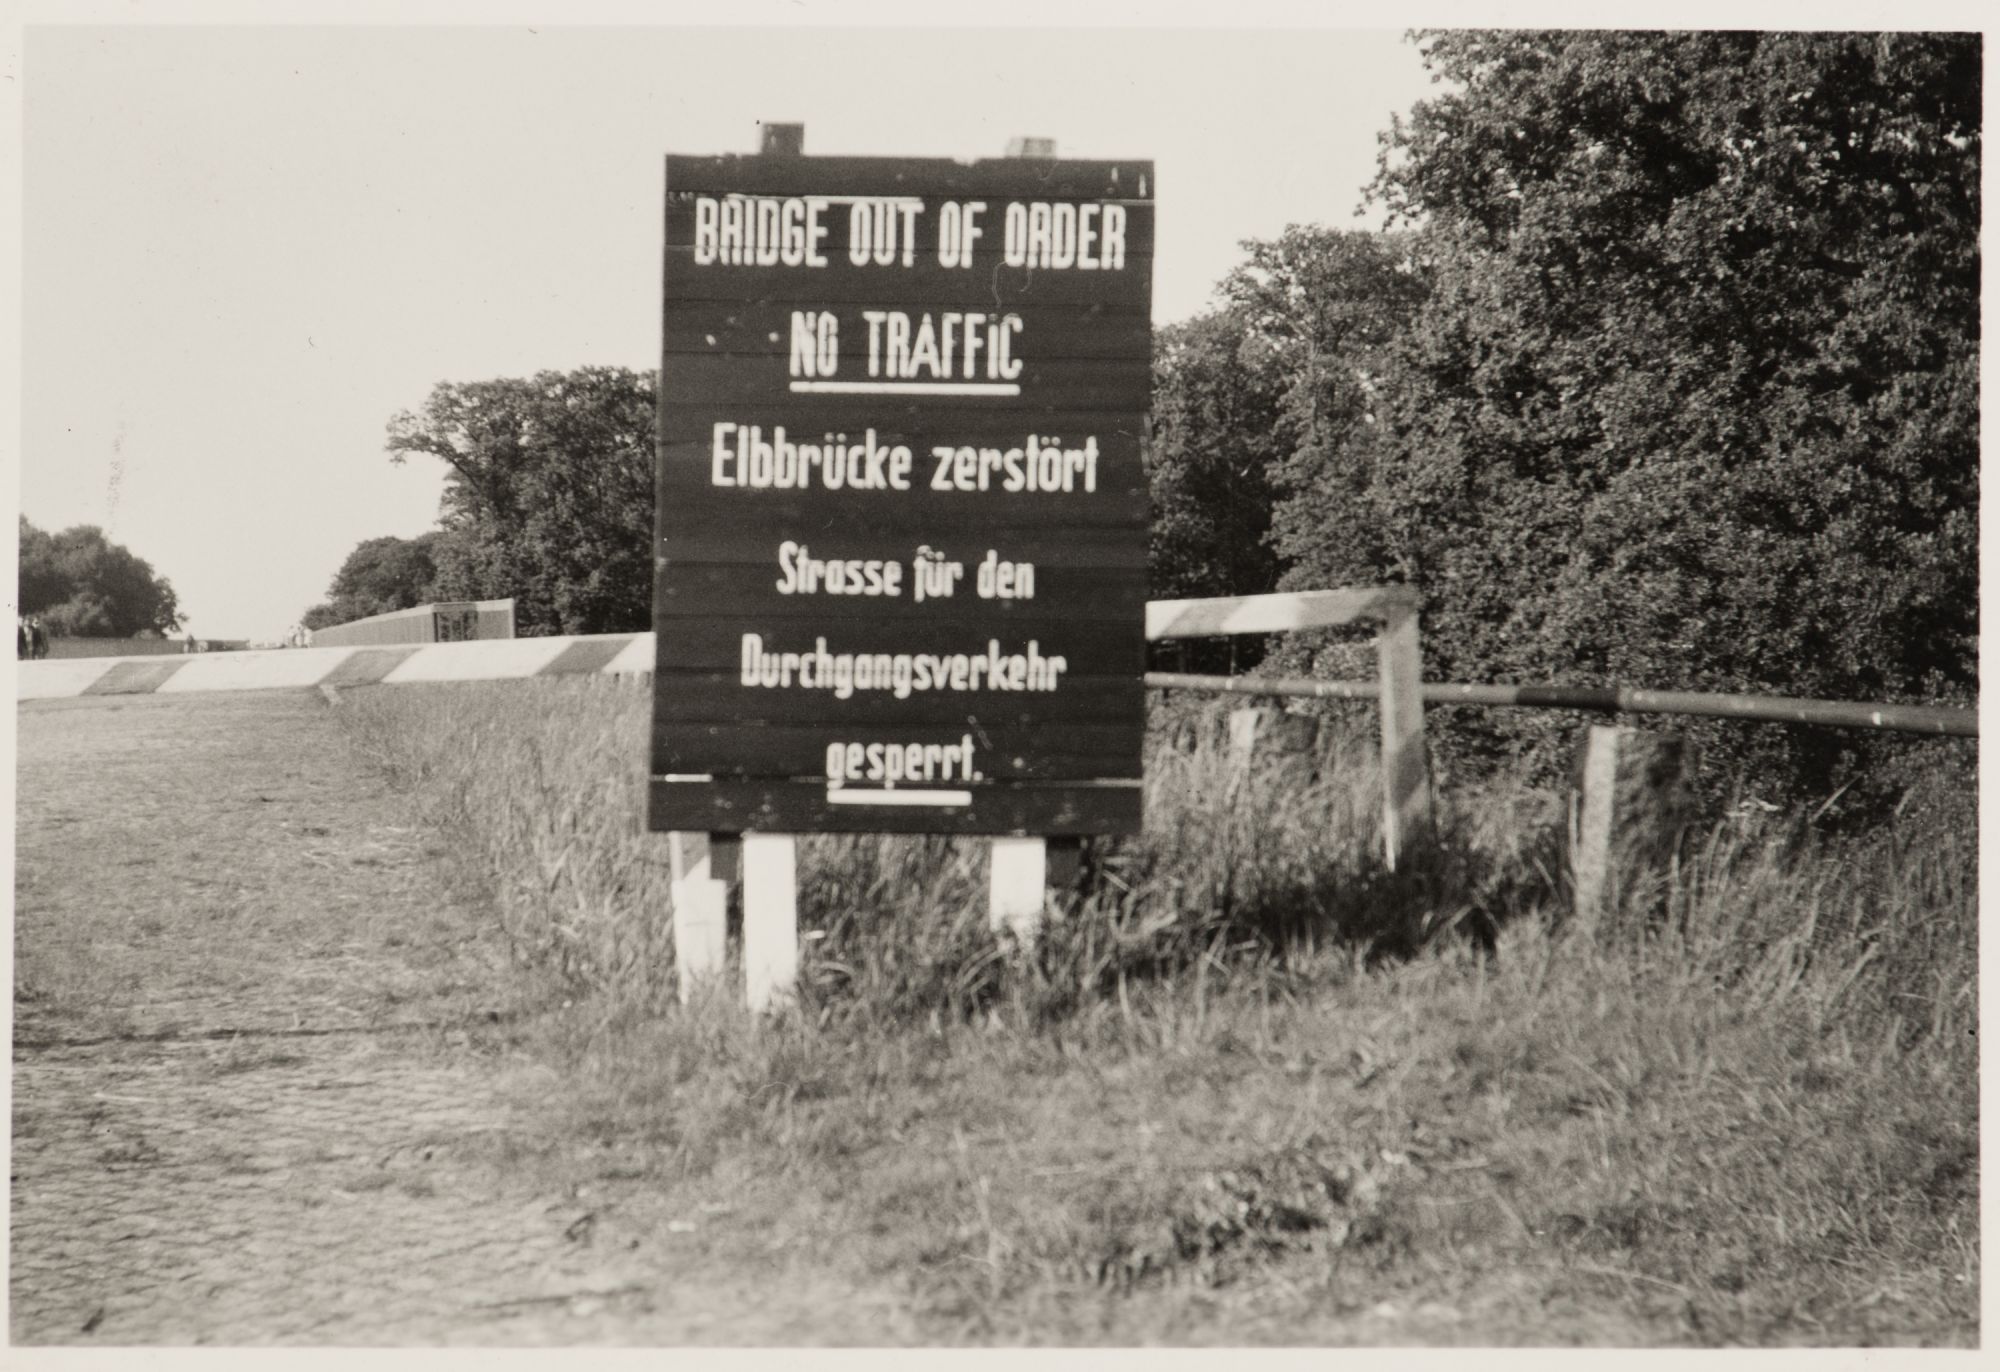 BRIDGE OUT OF ORDER
NO TRAFFiC
Elbbrücke zerstört
Strasse für den
Durchgangsverkehr
gesperrt.